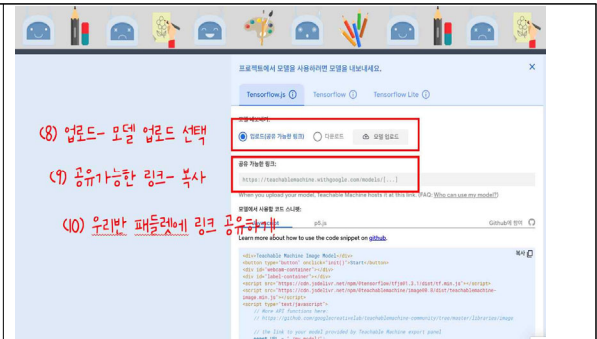 프로젝트에서 모델을 사용하려면 모델을 내보내세요.
Tensorflow.js
Tensorflow
Tensorflow Lite
모델 내보내기:
업로드(공유 가능한 링크)
다운로드
모델 업로드
(8) 업로드- 모델 업로드 선택
공유 가능한 링크:
(9) 공유가능한 링크- 복사
https://teachablemachine.withgoogle.com/models/[...]
When you upload your model, Teachable Machine hosts it at this link. (FAQ: Who can use my model?)
모델에서 사용할 코드 스니펫:
(10) 우리반 패들렛에 링크 공유하기!
p5.js
Github에 참여
Learn more about how to use the code snippet on github.
복사
<div>Teachable Machine Image Model</div>
<button type="button" onclick="init()">Start</button>
<div id="webcam-container"></div>
<div id="label-container"></div>
<script type="text/javascript">
// More API functions here:
// the link to your model provided by Teachable Machine export panel